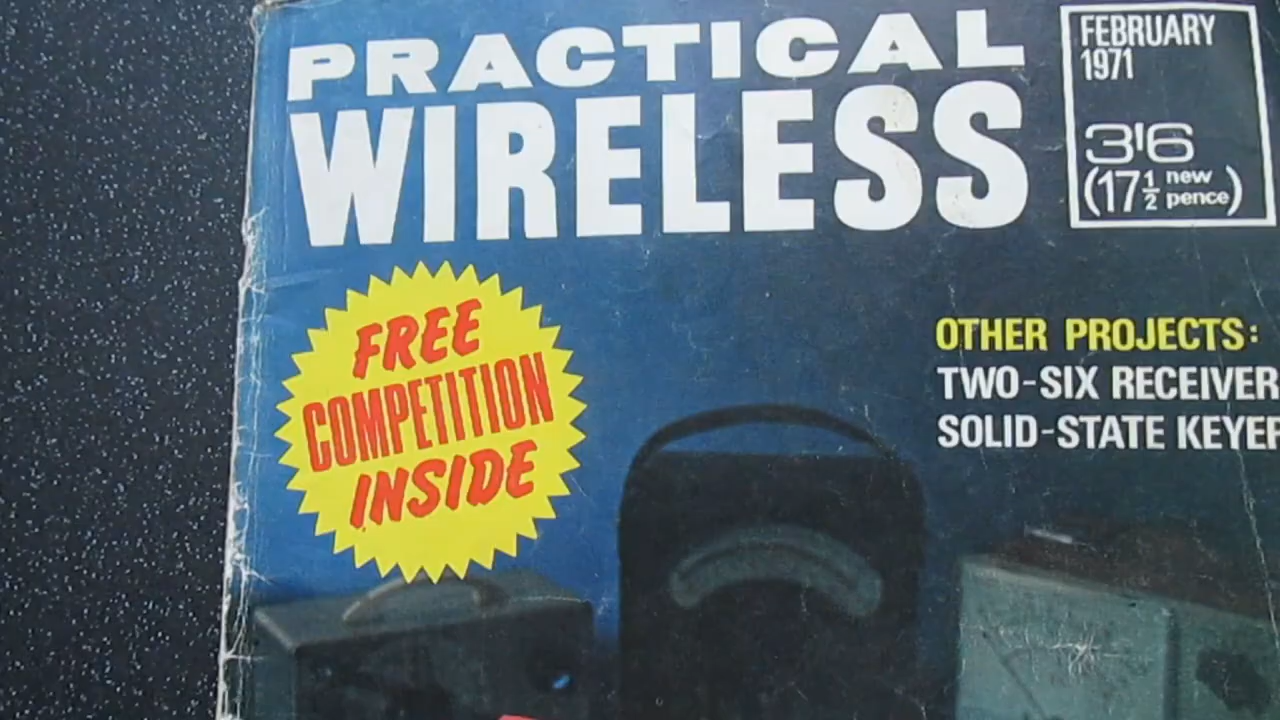 PRACTICAL
WIRELESS
FEBRUARY
1971
3'6
(17½ new pence)
FREE
COMPETITION
INSIDE
OTHER PROJECTS:
TWO-SIX RECEIVER
SOLID-STATE KEYER